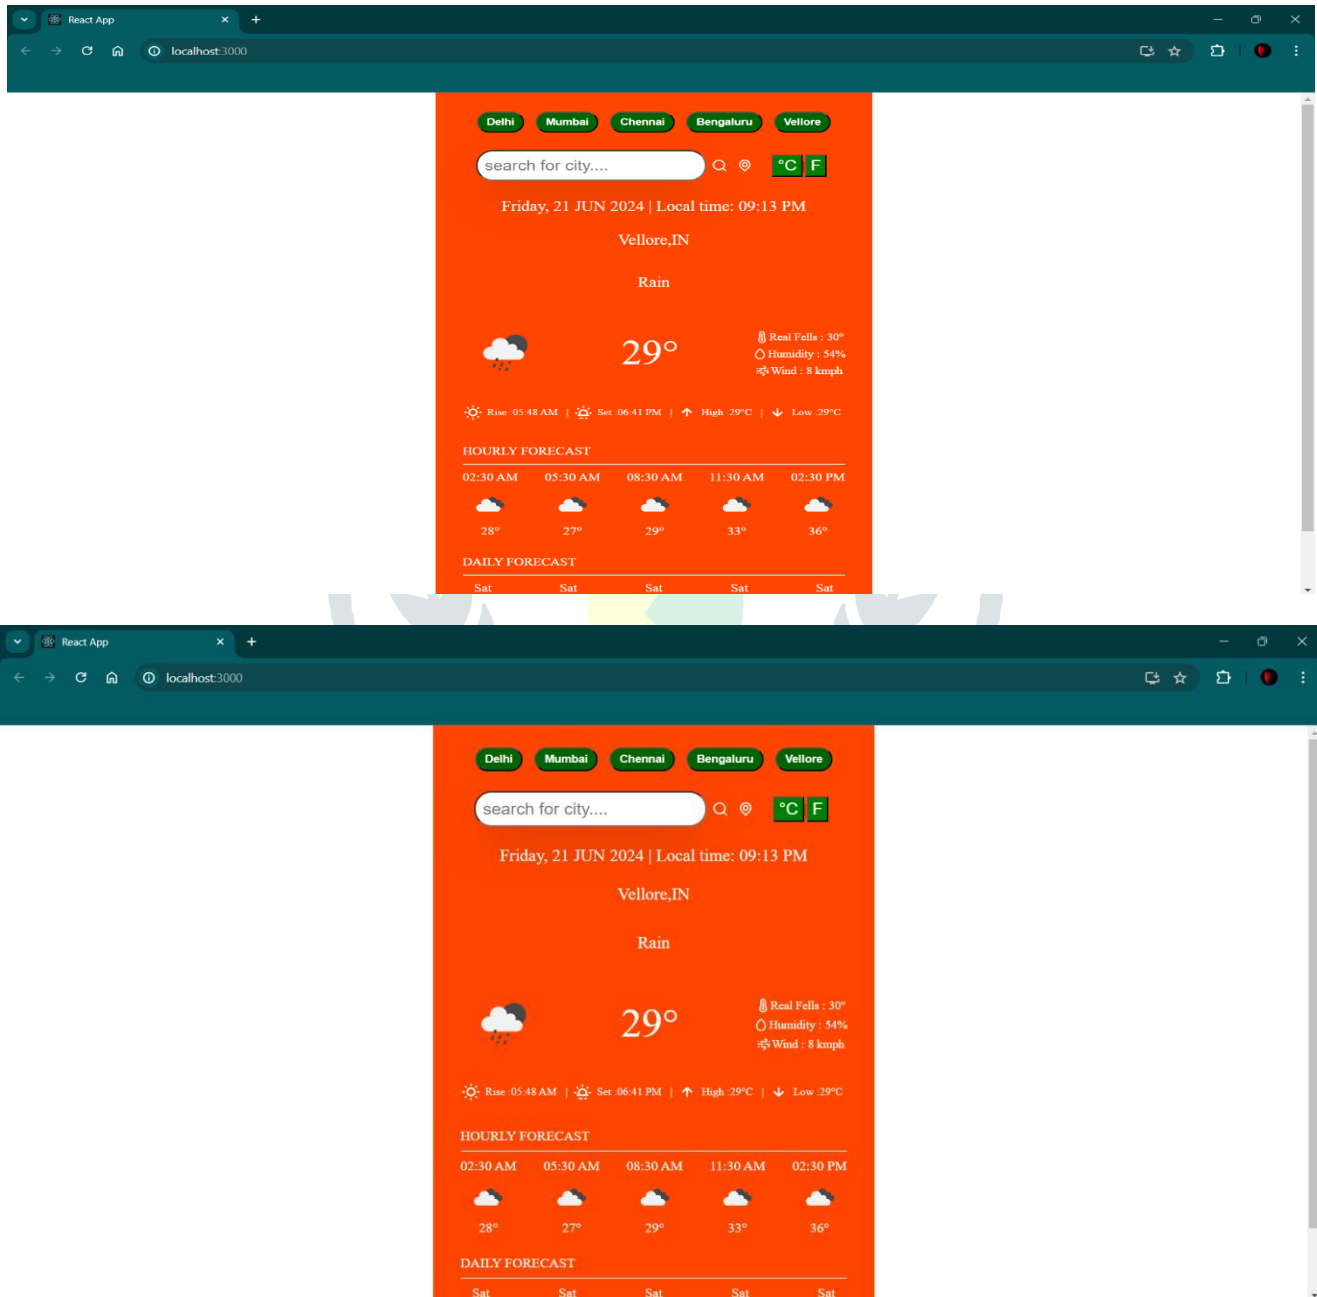 React App
localhost:3000
Delhi Mumbai Chennai Bengaluru Vellore
search for city.... °C F
Friday, 21 JUN 2024 | Local time: 09:13 PM
Vellore,IN
Rain
29°
Real Fells : 30°
Humidity : 54%
Wind : 8 kmph
Rise :05:48 AM | Set :06:41 PM | High :29°C | Low :29°C
HOURLY FORECAST
02:30 AM 05:30 AM 08:30 AM 11:30 AM 02:30 PM
28° 27° 29° 33° 36°
DAILY FORECAST
Sat Sat Sat Sat Sat
React App
localhost:3000
Delhi Mumbai Chennai Bengaluru Vellore
search for city.... °C F
Friday, 21 JUN 2024 | Local time: 09:13 PM
Vellore,IN
Rain
29°
Real Fells : 30°
Humidity : 54%
Wind : 8 kmph
Rise :05:48 AM | Set :06:41 PM | High :29°C | Low :29°C
HOURLY FORECAST
02:30 AM 05:30 AM 08:30 AM 11:30 AM 02:30 PM
28° 27° 29° 33° 36°
DAILY FORECAST
Sat Sat Sat Sat Sat